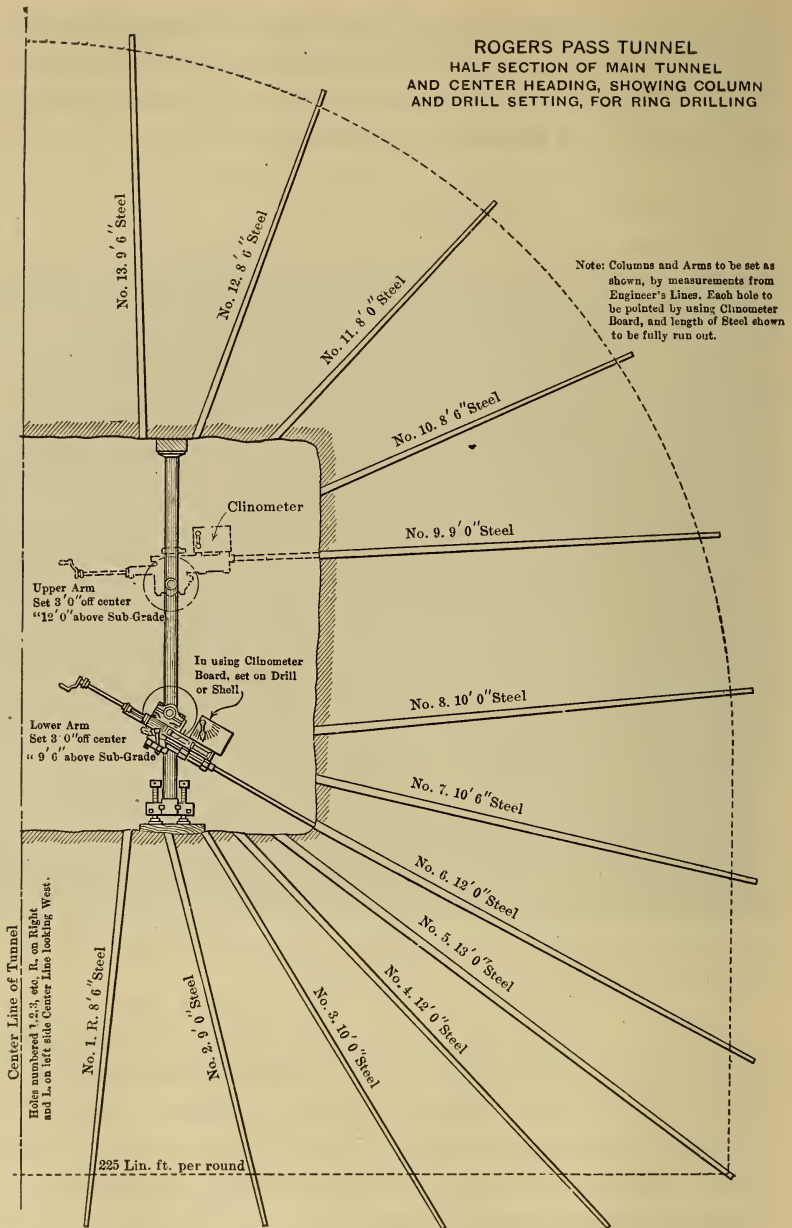 ROGERS PASS TUNNEL
HALF SECTION OF MAIN TUNNEL
AND CENTER HEADING, SHOWING COLUMN
AND DRILL SETTING, FOR RING DRILLING
No. 13. 9′6″Steel
No. 12. 8′6″Steel
No. 11. 8′0″Steel
Note: Columns and Arms to be set as
shown, by measurements from
Engineer's Lines. Each hole to
be pointed by using Clinometer
Board, and length of Steel shown
to be fully run out.
No. 10. 8′6″Steel
Clinometer
No. 9. 9′0″Steel
Upper Arm
Set 3′0″off center
"12′0″above Sub-Grade
In using Clinometer
Board, set on Drill
or Shell
No. 8. 10′0″Steel
Lower Arm
Set 3 0″off center
" 9′6″above Sub-Grade
No. 7. 10′6″Steel
No. 6. 12′0″Steel
No. 5. 13′0″Steel
No. 4. 12′0″Steel
No. 3. 10′0″Steel
No. 2. 9′0″Steel
No. 1. R. 8′6″Steel
Center Line of Tunnel
Holes numbered 1,2,3, etc, R. on Right
and L. on left side Center Line looking West.
225 Lin. ft. per round